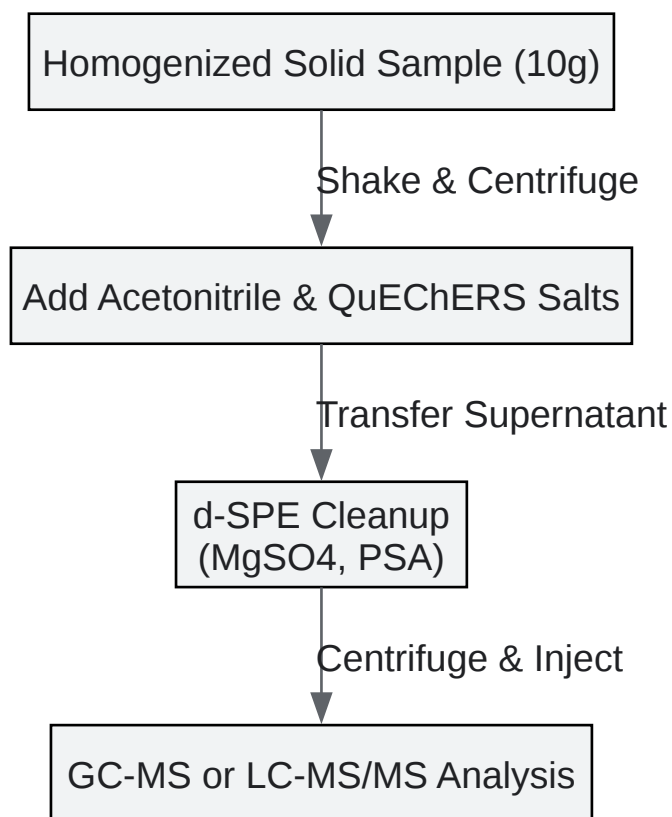 Homogenized Solid Sample (10g)
Shake & Centrifuge
Add Acetonitrile & QuEChERS Salts
Transfer Supernatant
d-SPE Cleanup
(MgSO4, PSA)
Centrifuge & Inject
GC-MS or LC-MS/MS Analysis